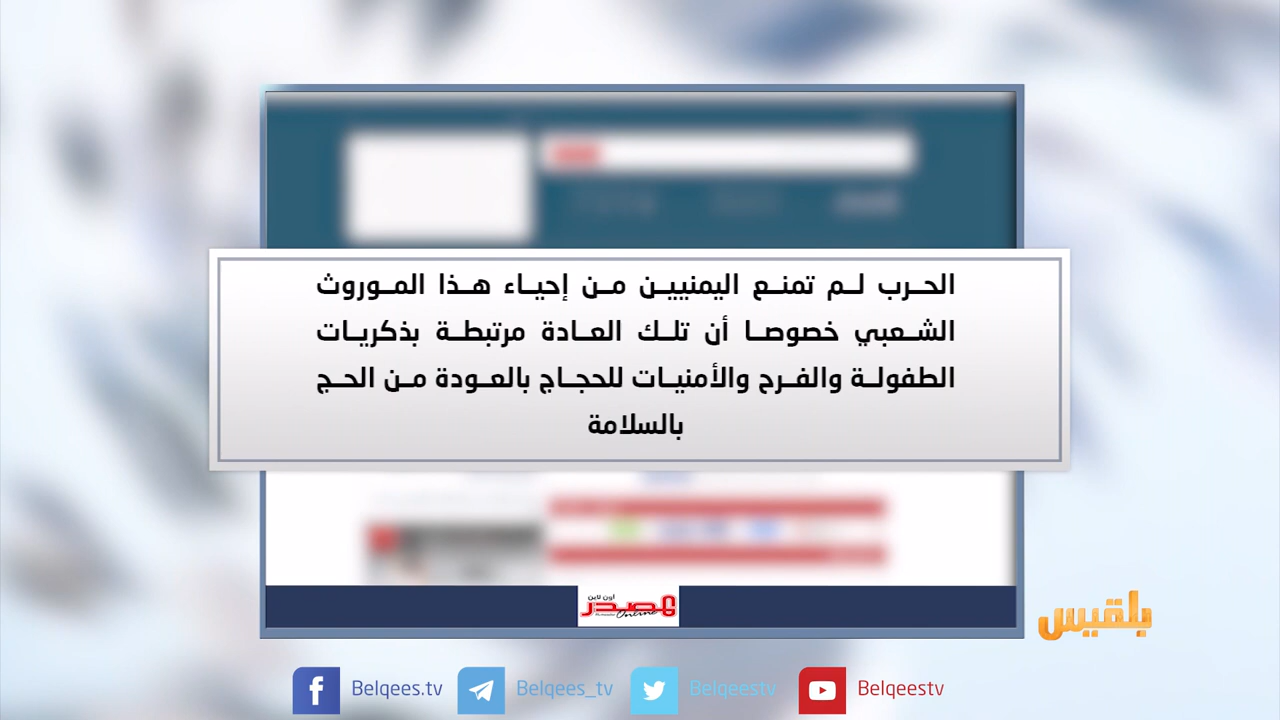 الحرب لم تمنع اليمنيين من إحياء هذا الموروث
الشعبي خصوصا أن تلك العادة مرتبطة بذكريات
الطفولة والفرح والأمنيات للحجاج بالعودة من الحج
بالسلامة
اون لاين
المصدر
Online
بلقيس
Belqees.tv
Belqees_tv
Belqeestv
Belqeestv